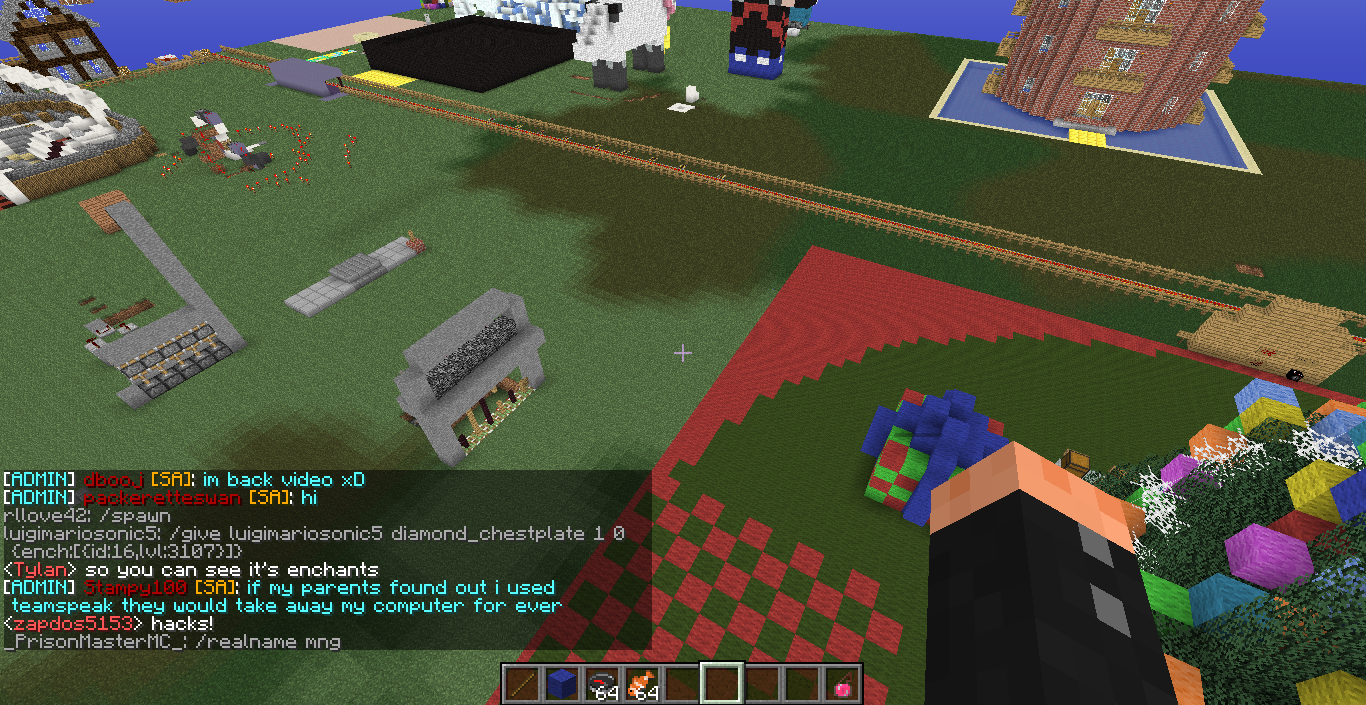 [ADMIN] dbooj [SA]: im back video xD
[ADMIN] packeretteswan [SA]: hi
rllove42: /spawn
luigimariosonic5: /give luigimariosonic5 diamond_chestplate 1 0
{ench:[{id:16,lvl:3107}]}
<Tylan> so you can see it's enchants
[ADMIN] Stampy100 [SA]: if my parents found out i used
teamspeak they would take away my computer for ever
<zapdos5153> hacks!
_PrisonMasterMC_: /realname mng
64
64